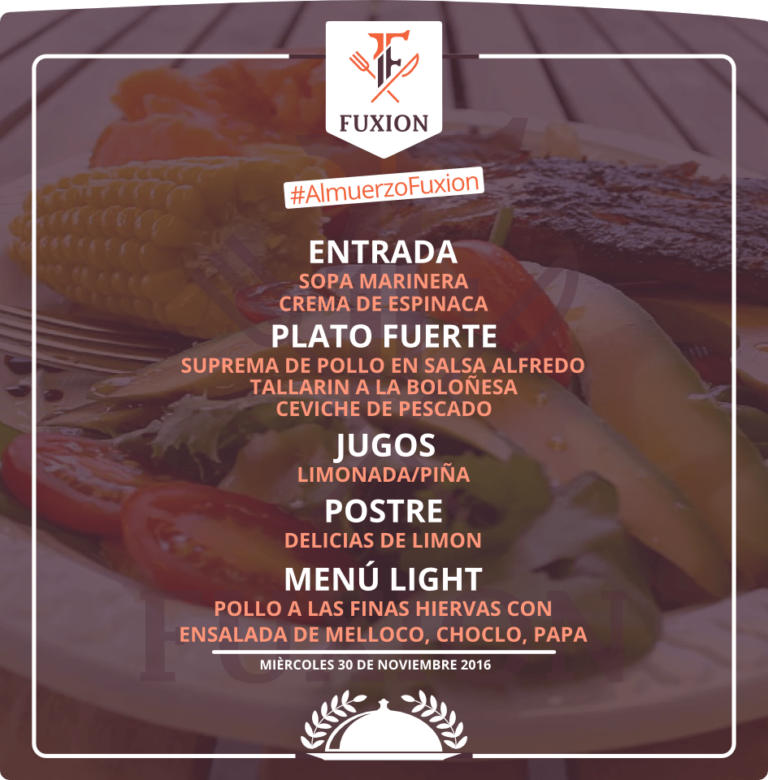 FUXION
#AlmuerzoFuxion
ENTRADA
SOPA MARINERA
CREMA DE ESPINACA
PLATO FUERTE
SUPREMA DE POLLO EN SALSA ALFREDO
TALLARIN A LA BOLOÑESA
CEVICHE DE PESCADO
JUGOS
LIMONADA/PIÑA
POSTRE
DELICIAS DE LIMON
MENÚ LIGHT
POLLO A LAS FINAS HIERVAS CON
ENSALADA DE MELLOCO, CHOCLO, PAPA
FUXION
MIÈRCOLES 30 DE NOVIEMBRE 2016